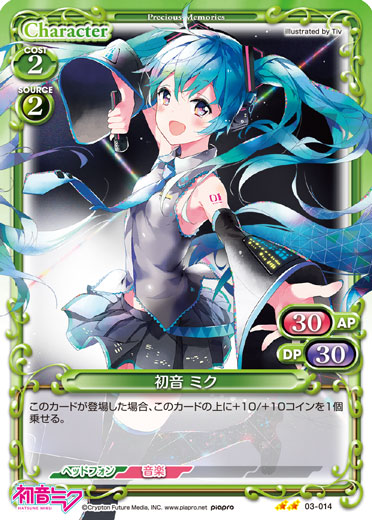 Precious Memories
Character
Illustrated by Tiv
COST
2
SOURCE
2
01
30 AP
DP 30
初音 ミク
このカードが登場した場合、このカードの上に+10/+10コインを1個
乗せる。
ヘッドフォン 音楽
初音ミク
HATSUNE MIKU
©Crypton Future Media, INC. www.piapro.net piapro
03-014